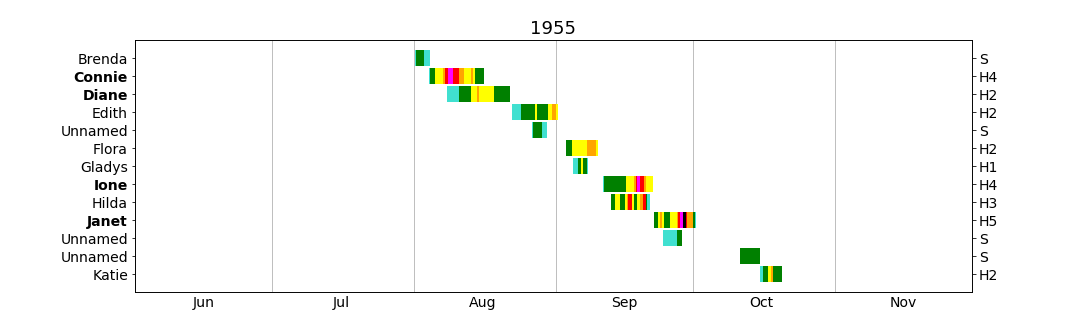 1955
Brenda S
Connie H4
Diane H2
Edith H2
Unnamed S
Flora H2
Gladys H1
Ione H4
Hilda H3
Janet H5
Unnamed S
Unnamed S
Katie H2
Jun Jul Aug Sep Oct Nov